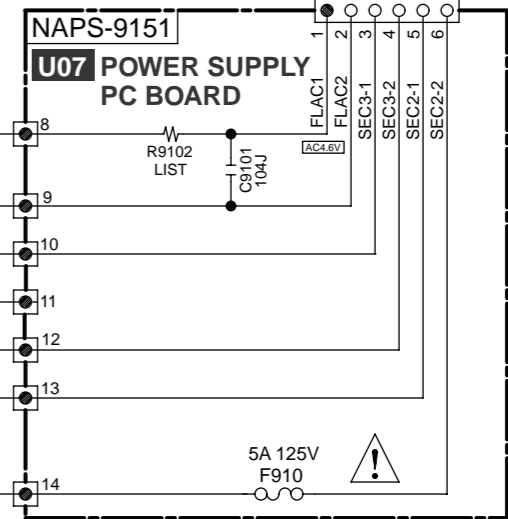 NAPS-9151
U07 POWER SUPPLY
PC BOARD
1 2 3 4 5 6
FLAC1
FLAC2
SEC3-1
SEC3-2
SEC2-1
SEC2-2
AC4.6V
8
R9102
LIST
C9101
104J
9
10
11
12
13
5A 125V
F910
!
14